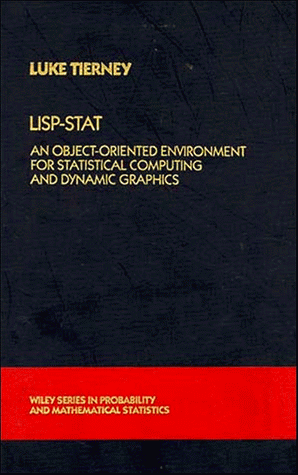 LUKE TIERNEY
LISP-STAT
AN OBJECT-ORIENTED ENVIRONMENT
FOR STATISTICAL COMPUTING
AND DYNAMIC GRAPHICS
WILEY SERIES IN PROBABILITY
AND MATHEMATICAL STATISTICS